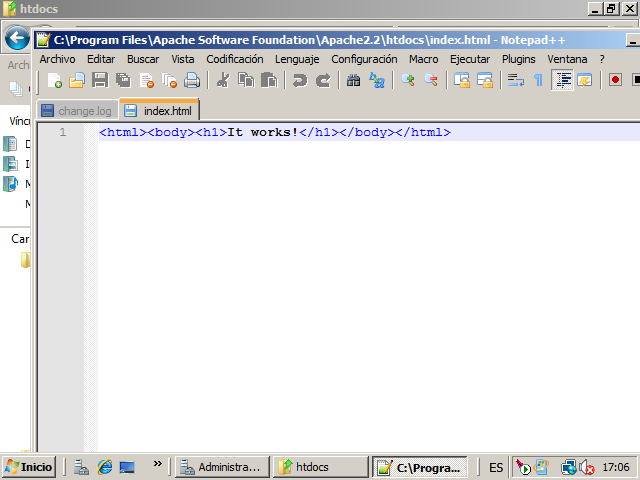 htdocs
C:\Program Files\Apache Software Foundation\Apache2.2\htdocs\index.html - Notepad++
Arch
Archivo Editar Buscar Vista Codificación Lenguaje Configuración Macro Ejecutar Plugins Ventana ?
change.log index.html
Víncu
1 <html><body><h1>It works!</h1></body></html>
D
I
M
M
Car
Inicio » Administra... htdocs C:\Progra... ES 17:06